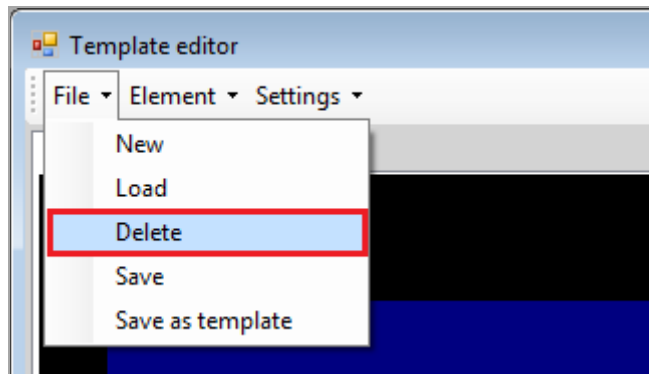 Template editor
File Element Settings
New
Load
Delete
Save
Save as template